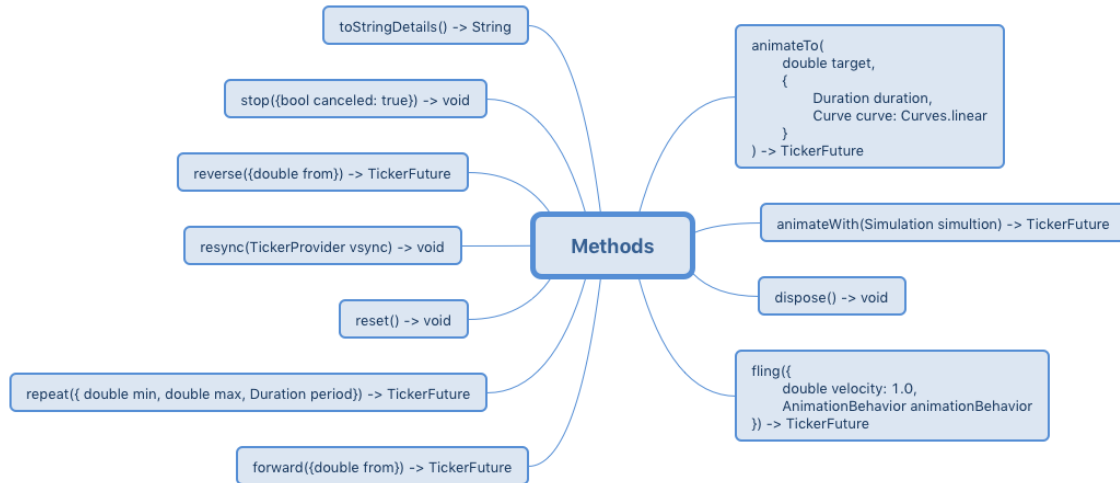 toStringDetails() -> String
stop({bool canceled: true}) -> void
reverse({double from}) -> TickerFuture
resync(TickerProvider vsync) -> void
reset() -> void
repeat({ double min, double max, Duration period}) -> TickerFuture
forward({double from}) -> TickerFuture
Methods
animateTo(
double target,
{
Duration duration,
Curve curve: Curves.linear
}
) -> TickerFuture
animateWith(Simulation simultion) -> TickerFuture
dispose() -> void
fling({
double velocity: 1.0,
AnimationBehavior animationBehavior
}) -> TickerFuture